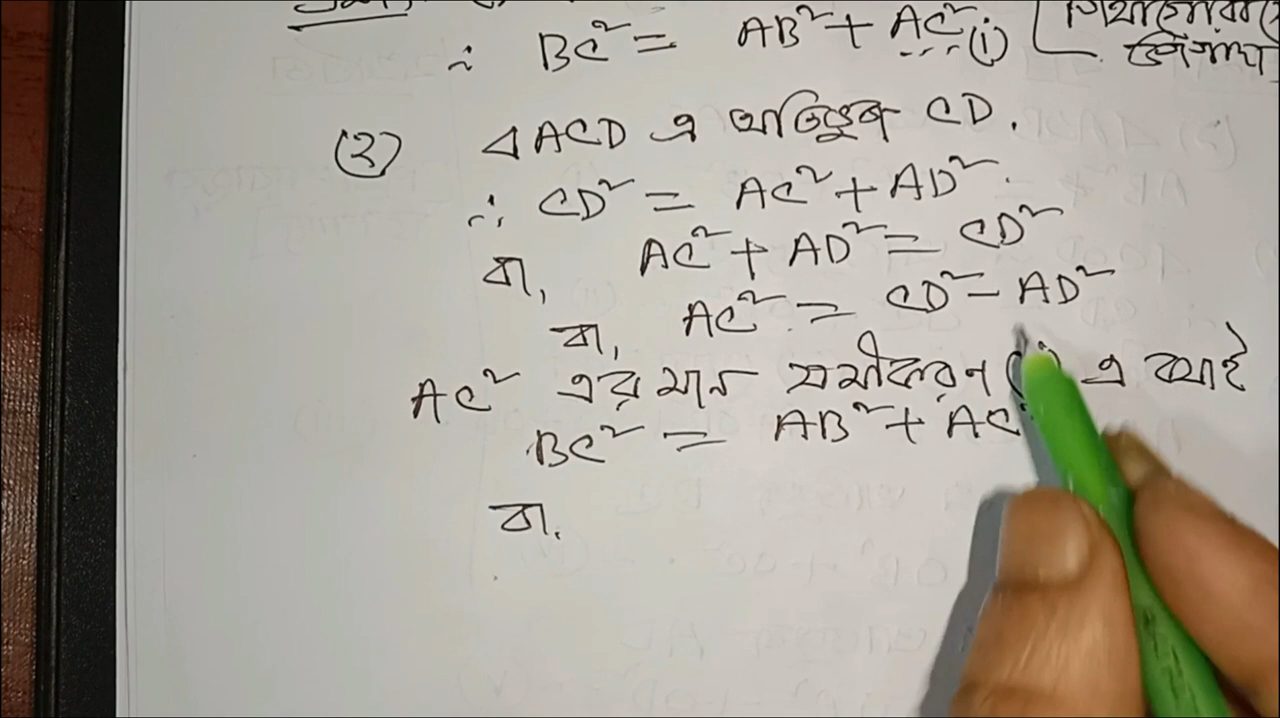 ∴ BC² = AB² + AC² ...(i)
(২) ⊿ ACD এ অতিভুজ CD.
∴ CD² = AC² + AD².
বা, AC² + AD² = CD²
বা, AC² = CD² - AD²
AC² এর মান সমীকরণ এ বসাই
BC² = AB² + AC
বা.